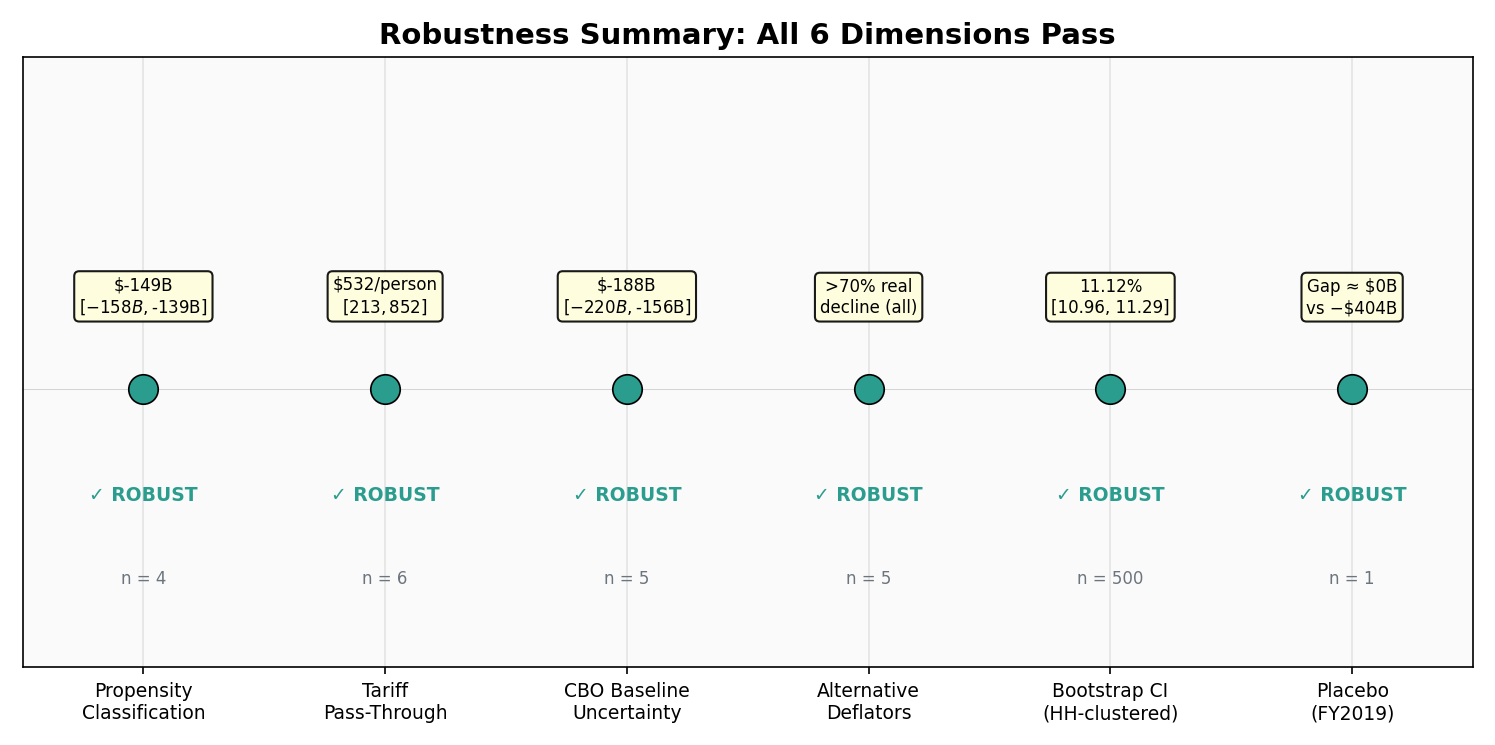 Robustness Summary: All 6 Dimensions Pass
$-149B
[−158B, -139B]
$532/person
[213, 852]
$-188B
[−220B, -156B]
>70% real
decline (all)
11.12%
[10.96, 11.29]
Gap ≈ $0B
vs −$404B
✓ ROBUST
✓ ROBUST
✓ ROBUST
✓ ROBUST
✓ ROBUST
✓ ROBUST
n = 4
n = 6
n = 5
n = 5
n = 500
n = 1
Propensity
Classification
Tariff
Pass-Through
CBO Baseline
Uncertainty
Alternative
Deflators
Bootstrap CI
(HH-clustered)
Placebo
(FY2019)